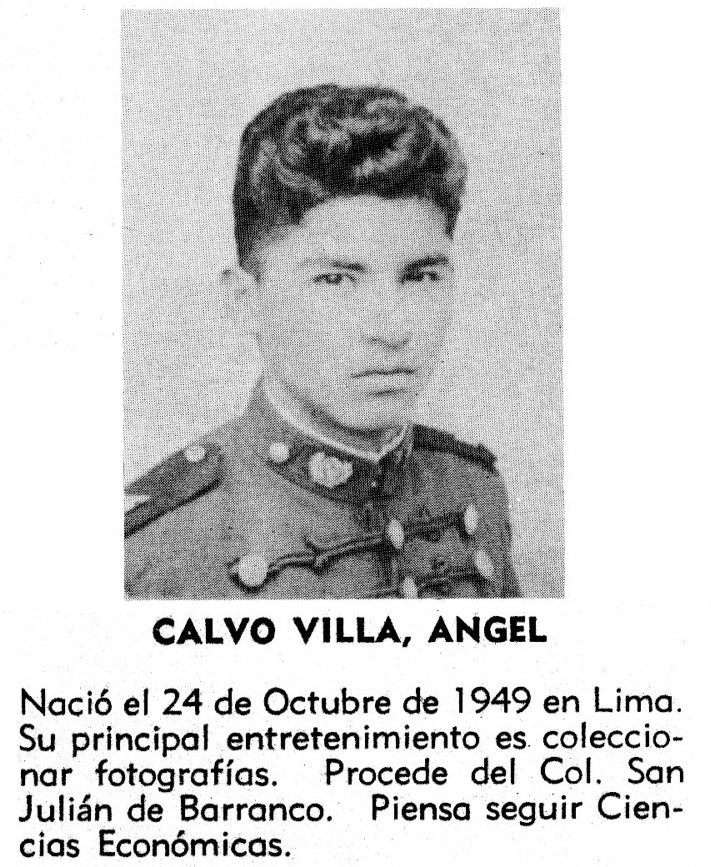 CALVO VILLA, ANGEL
Nació el 24 de Octubre de 1949 en Lima.
Su principal entretenimiento es coleccio-
nar fotografías. Procede del Col. San
Julián de Barranco. Piensa seguir Cien-
cias Económicas.